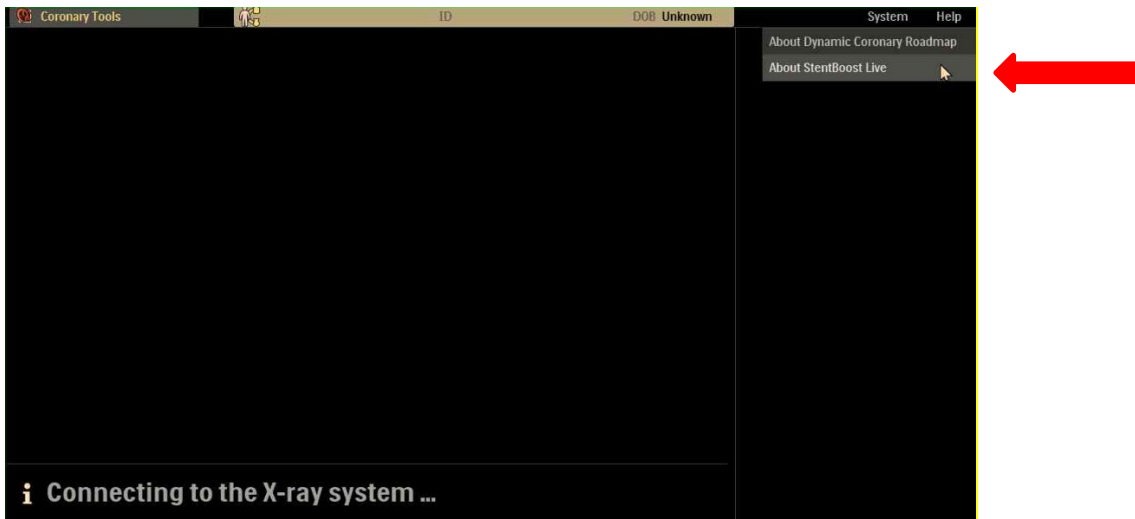 Coronary Tools ID DOB Unknown System Help
About Dynamic Coronary Roadmap
About StentBoost Live
i Connecting to the X-ray system ...